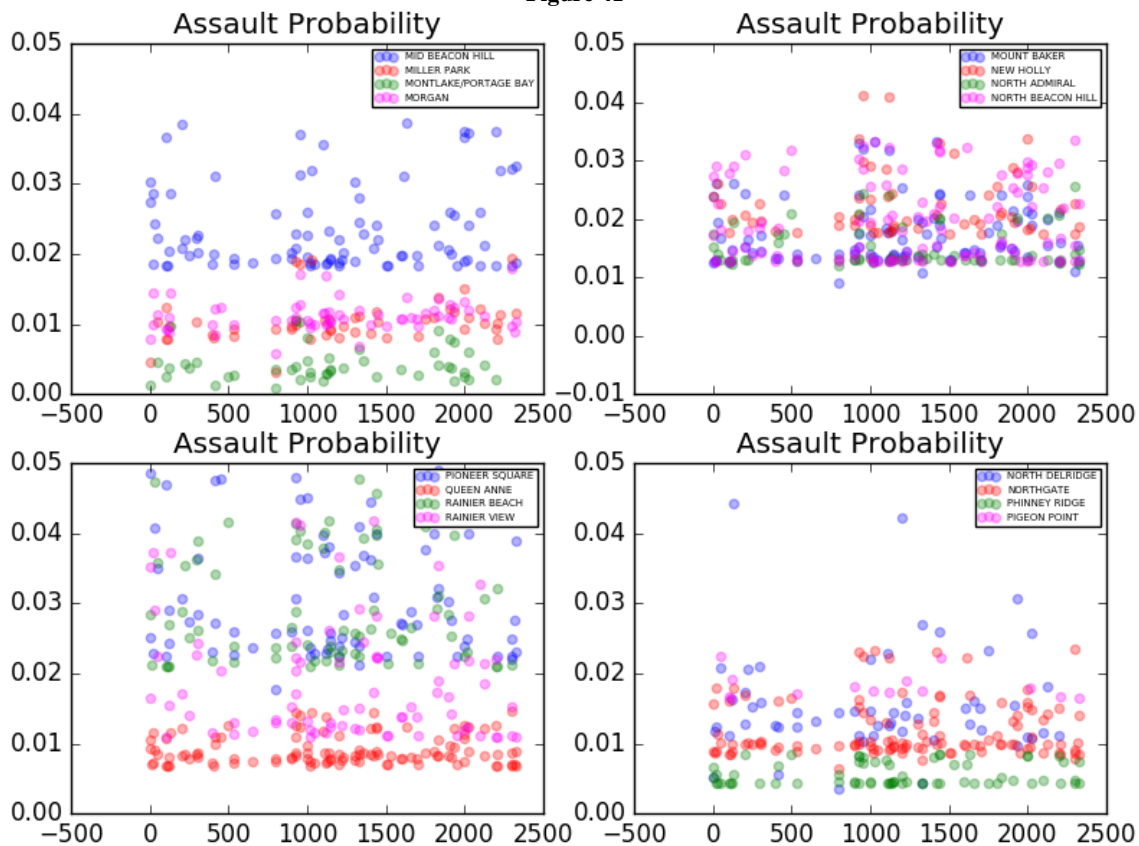 Assault Probability
0.05
0.04
0.03
0.02
0.01
0.00
−500 0 500 1000 1500 2000 2500
MID BEACON HILL
MILLER PARK
MONTLAKE/PORTAGE BAY
MORGAN
Assault Probability
0.05
0.04
0.03
0.02
0.01
0.00
−0.01
−500 0 500 1000 1500 2000 2500
MOUNT BAKER
NEW HOLLY
NORTH ADMIRAL
NORTH BEACON HILL
Assault Probability
0.05
0.04
0.03
0.02
0.01
0.00
−500 0 500 1000 1500 2000 2500
PIONEER SQUARE
QUEEN ANNE
RAINIER BEACH
RAINIER VIEW
Assault Probability
0.05
0.04
0.03
0.02
0.01
0.00
−500 0 500 1000 1500 2000 2500
NORTH DELRIDGE
NORTHGATE
PHINNEY RIDGE
PIGEON POINT